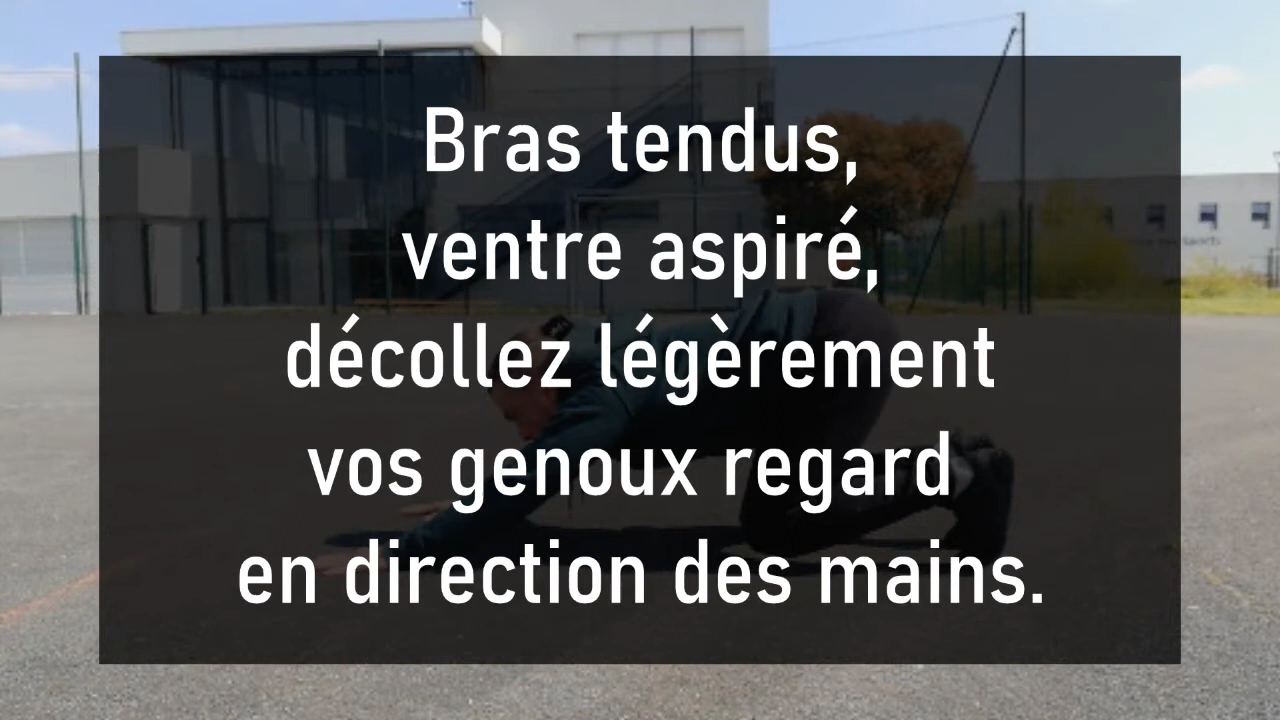 Bras tendus,
ventre aspiré,
décollez légèrement
vos genoux regard
en direction des mains.